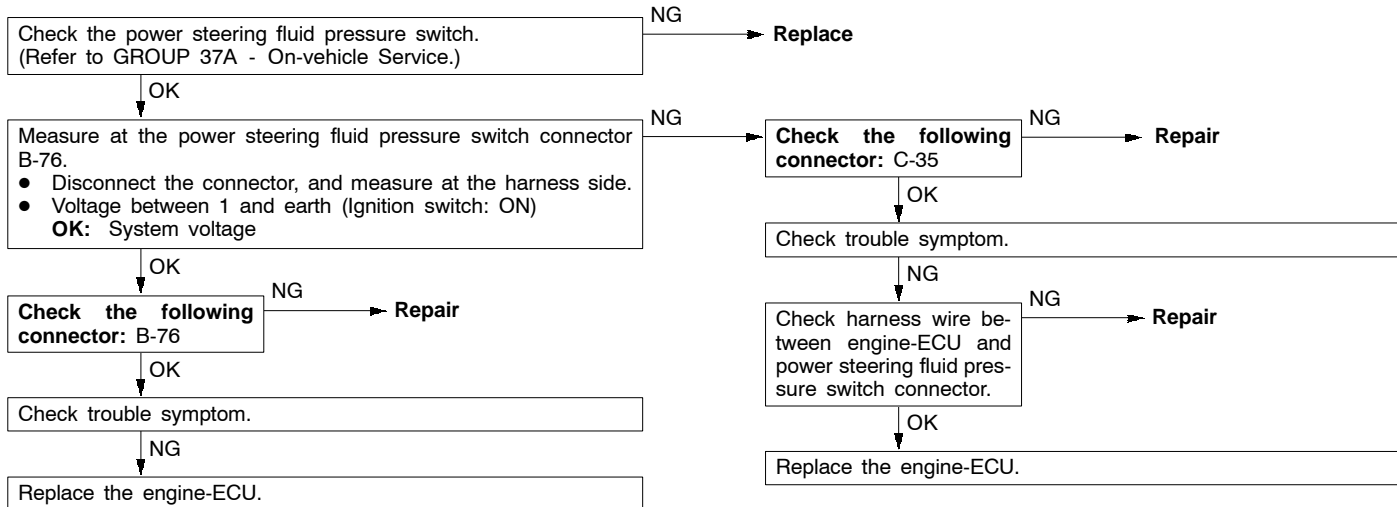 Check the power steering fluid pressure switch.
(Refer to GROUP 37A - On-vehicle Service.)
NG
Replace
OK
Measure at the power steering fluid pressure switch connector
B-76.
● Disconnect the connector, and measure at the harness side.
● Voltage between 1 and earth (Ignition switch: ON)
OK: System voltage
NG
OK
Check the following
connector: B-76
NG
Repair
OK
Check trouble symptom.
NG
Replace the engine-ECU.
Check the following
connector: C-35
NG
Repair
OK
Check trouble symptom.
NG
Check harness wire be-
tween engine-ECU and
power steering fluid pres-
sure switch connector.
NG
Repair
OK
Replace the engine-ECU.